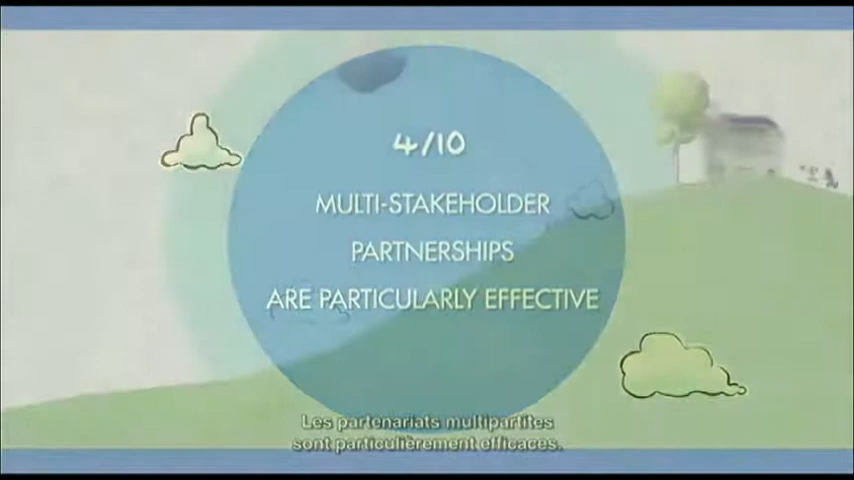 4/10
MULTI-STAKEHOLDER
PARTNERSHIPS
ARE PARTICULARLY EFFECTIVE
Les partenariats multipartites
sont particulièrement efficaces.